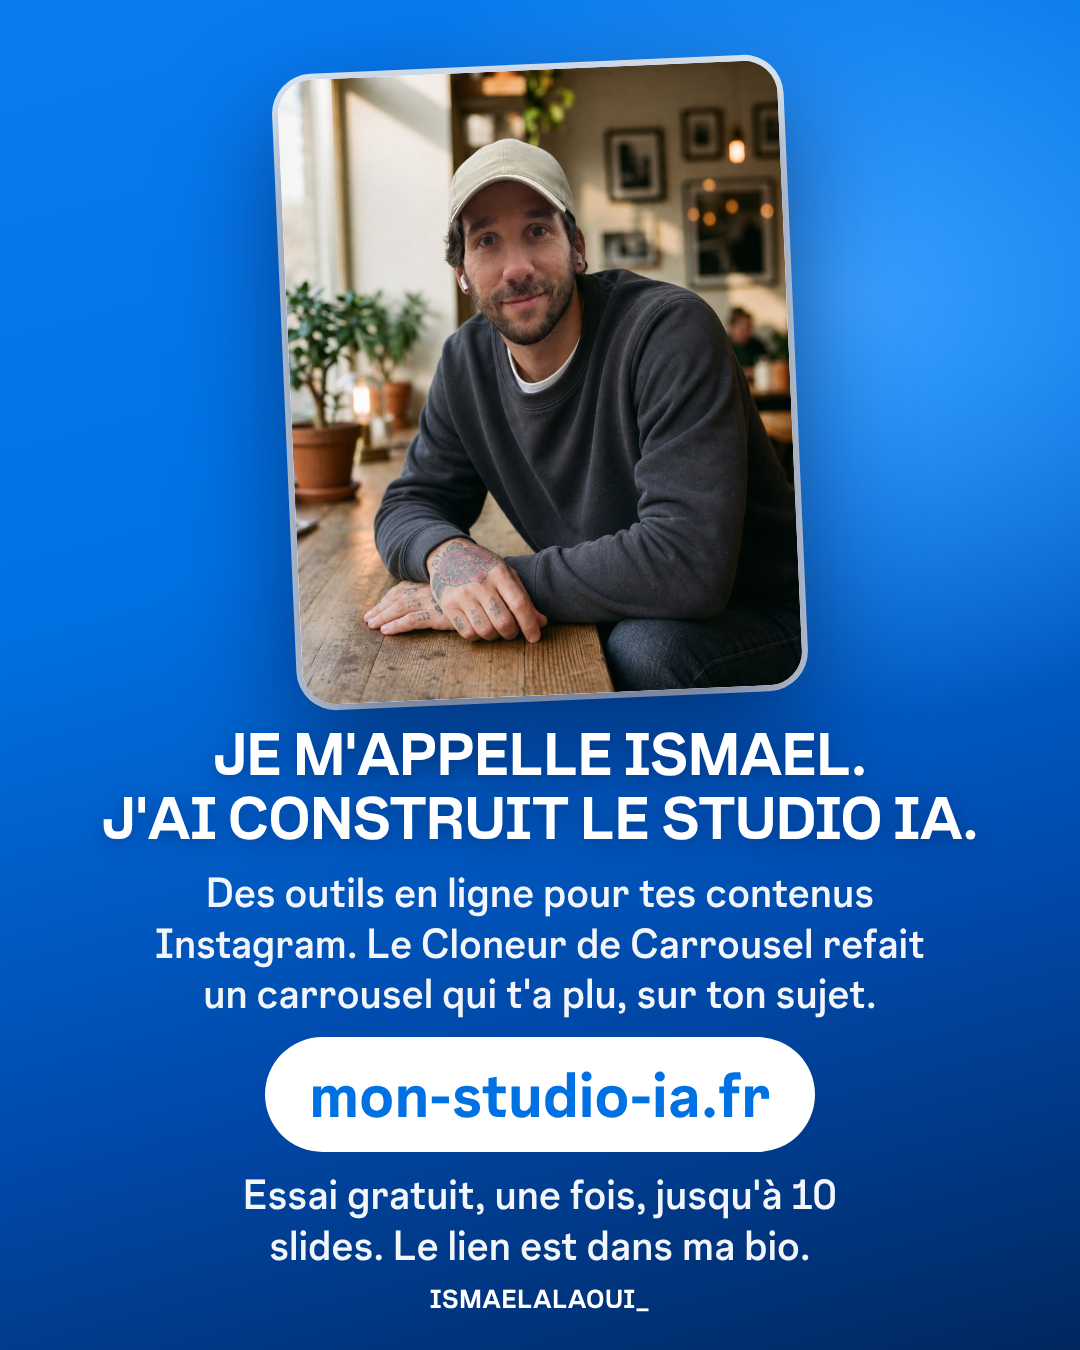 JE M'APPELLE ISMAEL.
J'AI CONSTRUIT LE STUDIO IA.
Des outils en ligne pour tes contenus
Instagram. Le Cloneur de Carrousel refait
un carrousel qui t'a plu, sur ton sujet.
mon-studio-ia.fr
Essai gratuit, une fois, jusqu'à 10
slides. Le lien est dans ma bio.
ISMAELALAOUI_